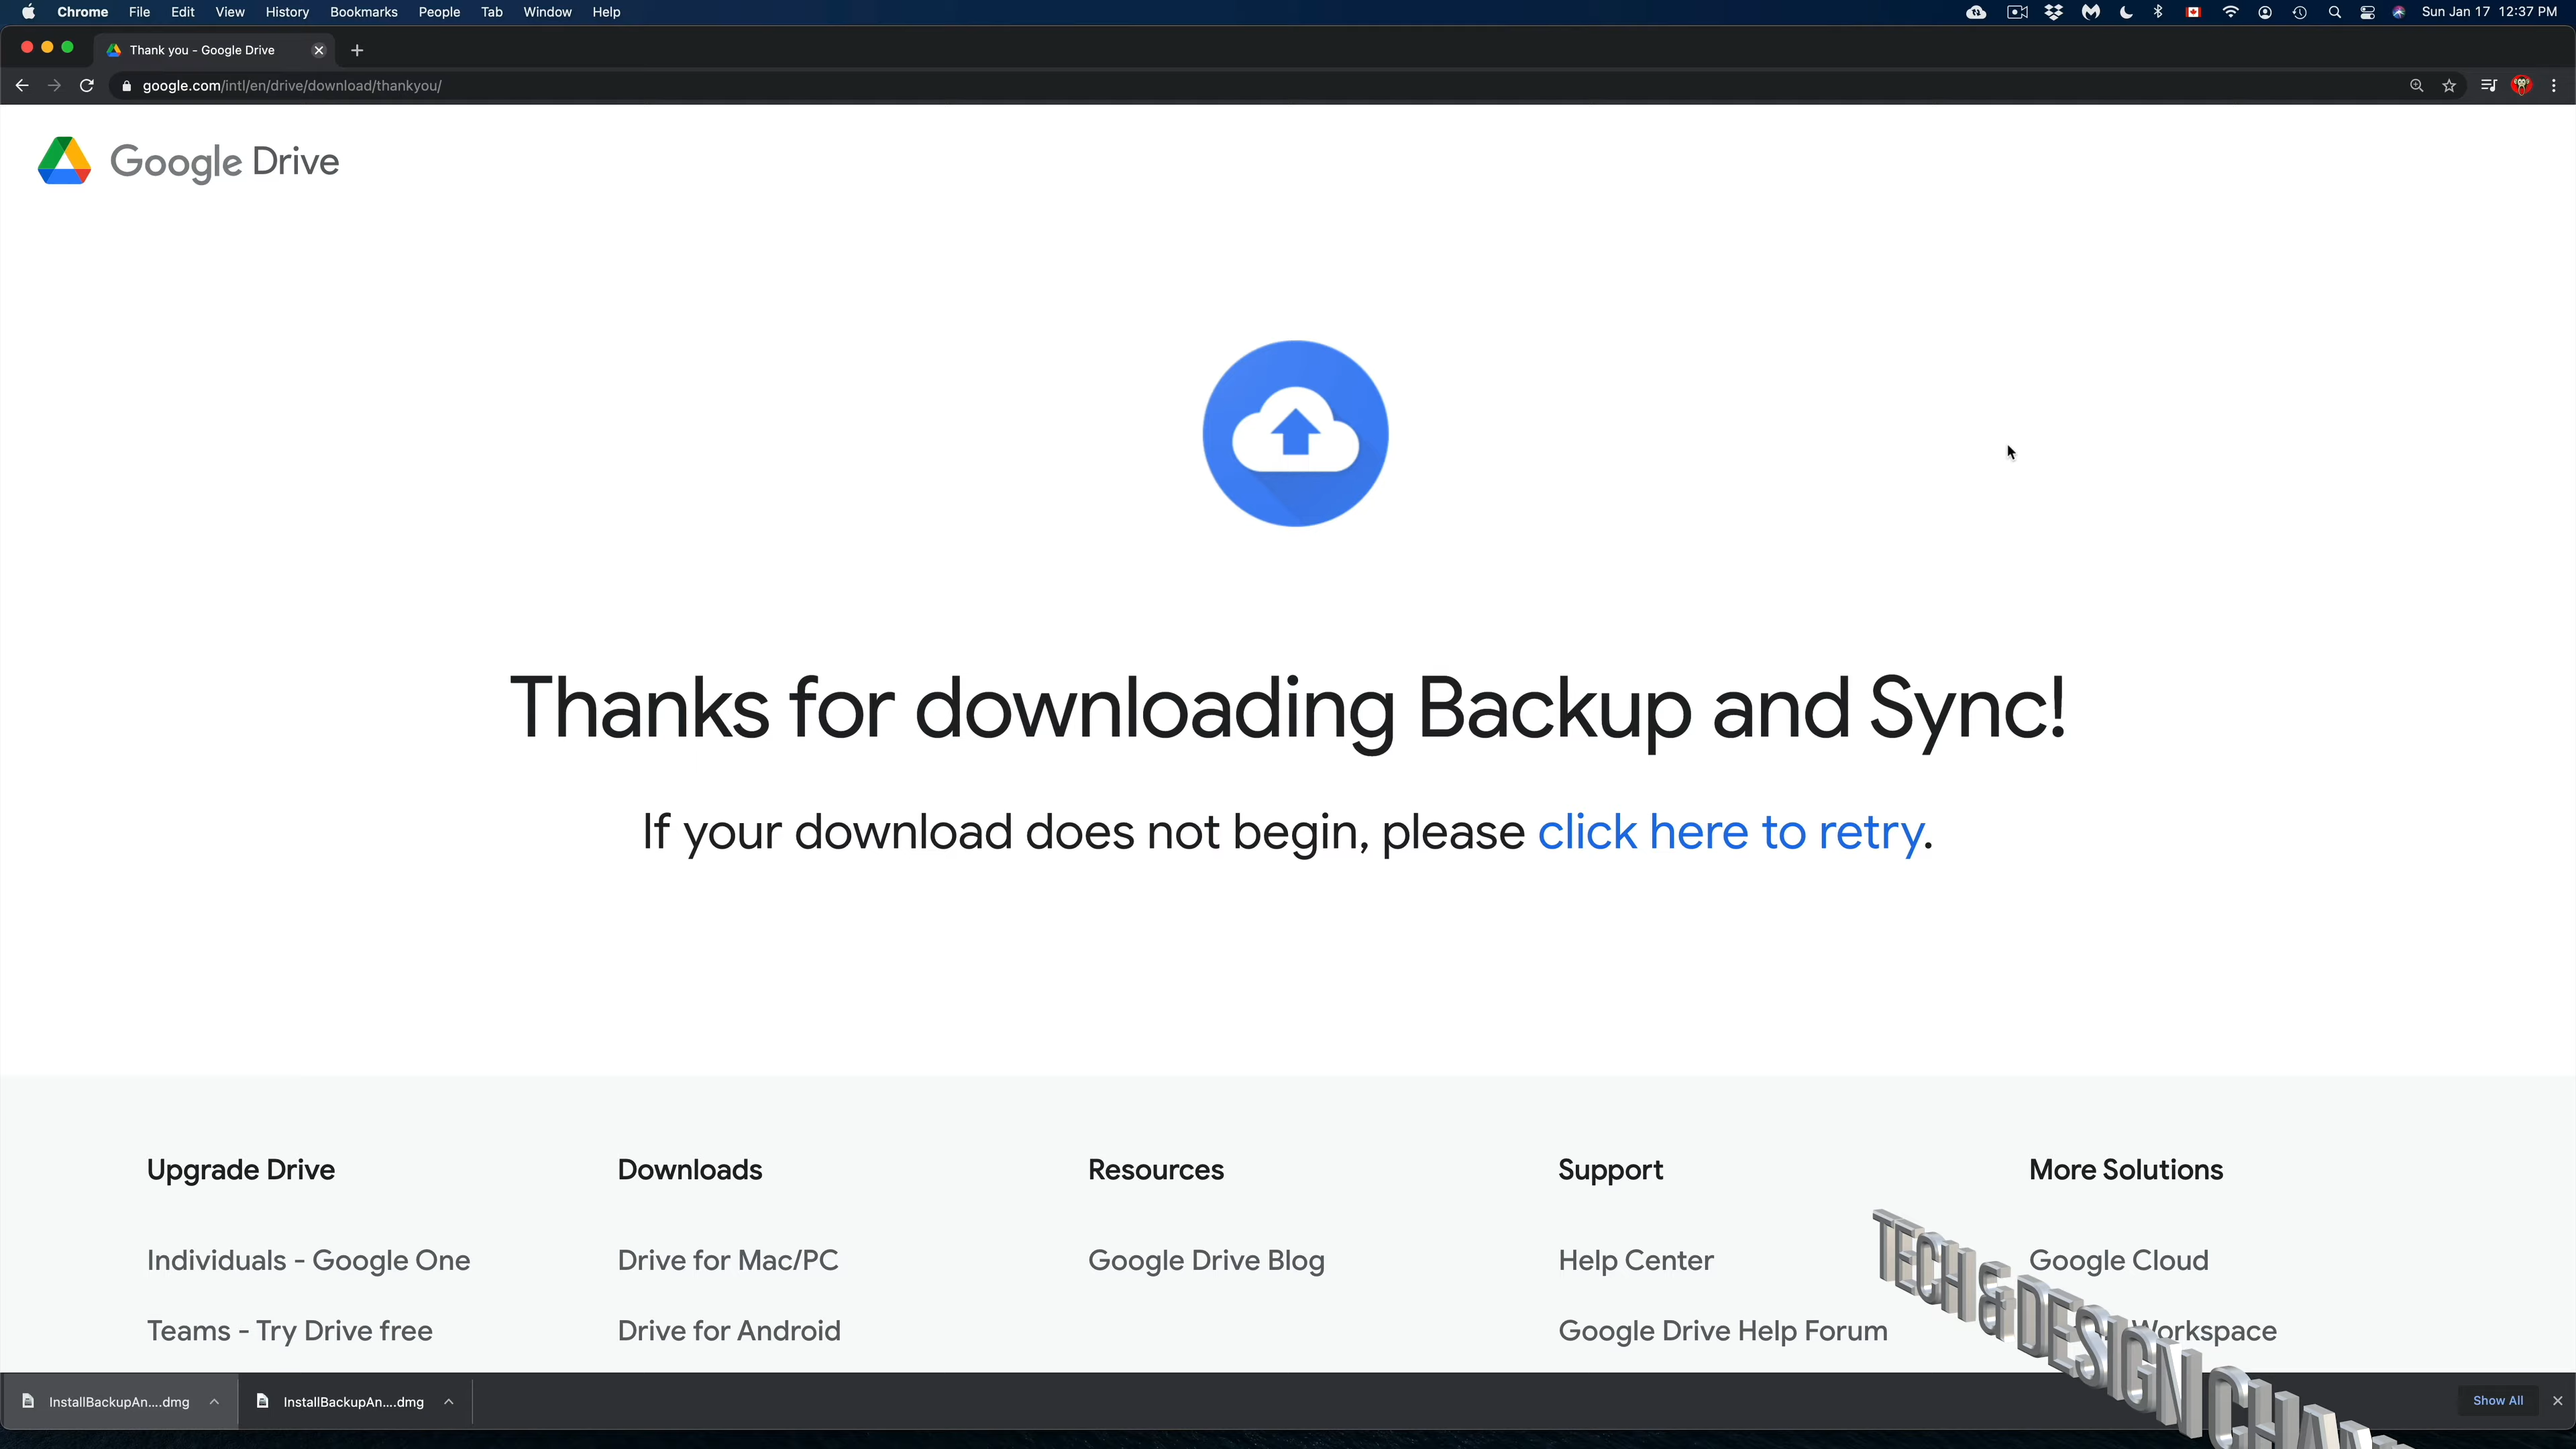 Chrome File Edit View History Bookmarks People Tab Window Help Sun Jan 17 12:37 PM
Thank you - Google Drive
google.com/intl/en/drive/download/thankyou/
Google Drive
Thanks for downloading Backup and Sync!
If your download does not begin, please click here to retry.
Upgrade Drive Downloads Resources Support More Solutions
Individuals - Google One Drive for Mac/PC Google Drive Blog Help Center Google Cloud
Teams - Try Drive free Drive for Android Google Drive Help Forum Workspace
TECH & DESIGN
InstallBackupAn....dmg InstallBackupAn....dmg Show All